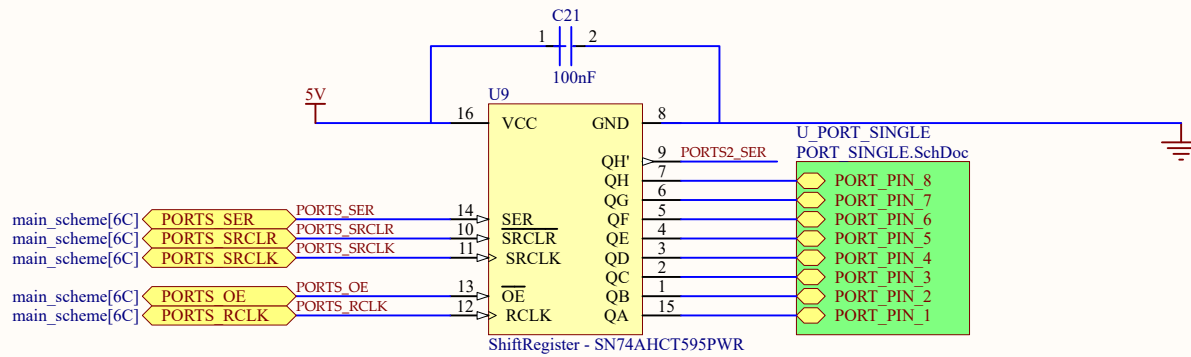 C21
1 2
100nF
5V
U9
16 VCC GND 8
U_PORT_SINGLE
PORT_SINGLE.SchDoc
QH' 9 PORTS2_SER
QH 7 PORT_PIN_8
QG 6 PORT_PIN_7
main_scheme[6C] PORTS_SER PORTS_SER 14 SER QF 5 PORT_PIN_6
main_scheme[6C] PORTS_SRCLR PORTS_SRCLR 10 SRCLR QE 4 PORT_PIN_5
main_scheme[6C] PORTS_SRCLK PORTS_SRCLK 11 SRCLK QD 3 PORT_PIN_4
QC 2 PORT_PIN_3
main_scheme[6C] PORTS_OE PORTS_OE 13 OE QB 1 PORT_PIN_2
main_scheme[6C] PORTS_RCLK PORTS_RCLK 12 RCLK QA 15 PORT_PIN_1
ShiftRegister - SN74AHCT595PWR